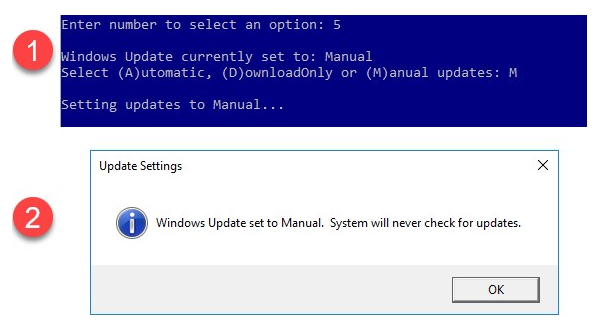 Enter number to select an option: 5
1
Windows Update currently set to: Manual
Select (A)utomatic, (D)ownloadOnly or (M)anual updates: M
Setting updates to Manual...
Update Settings
2
Windows Update set to Manual.  System will never check for updates.
OK